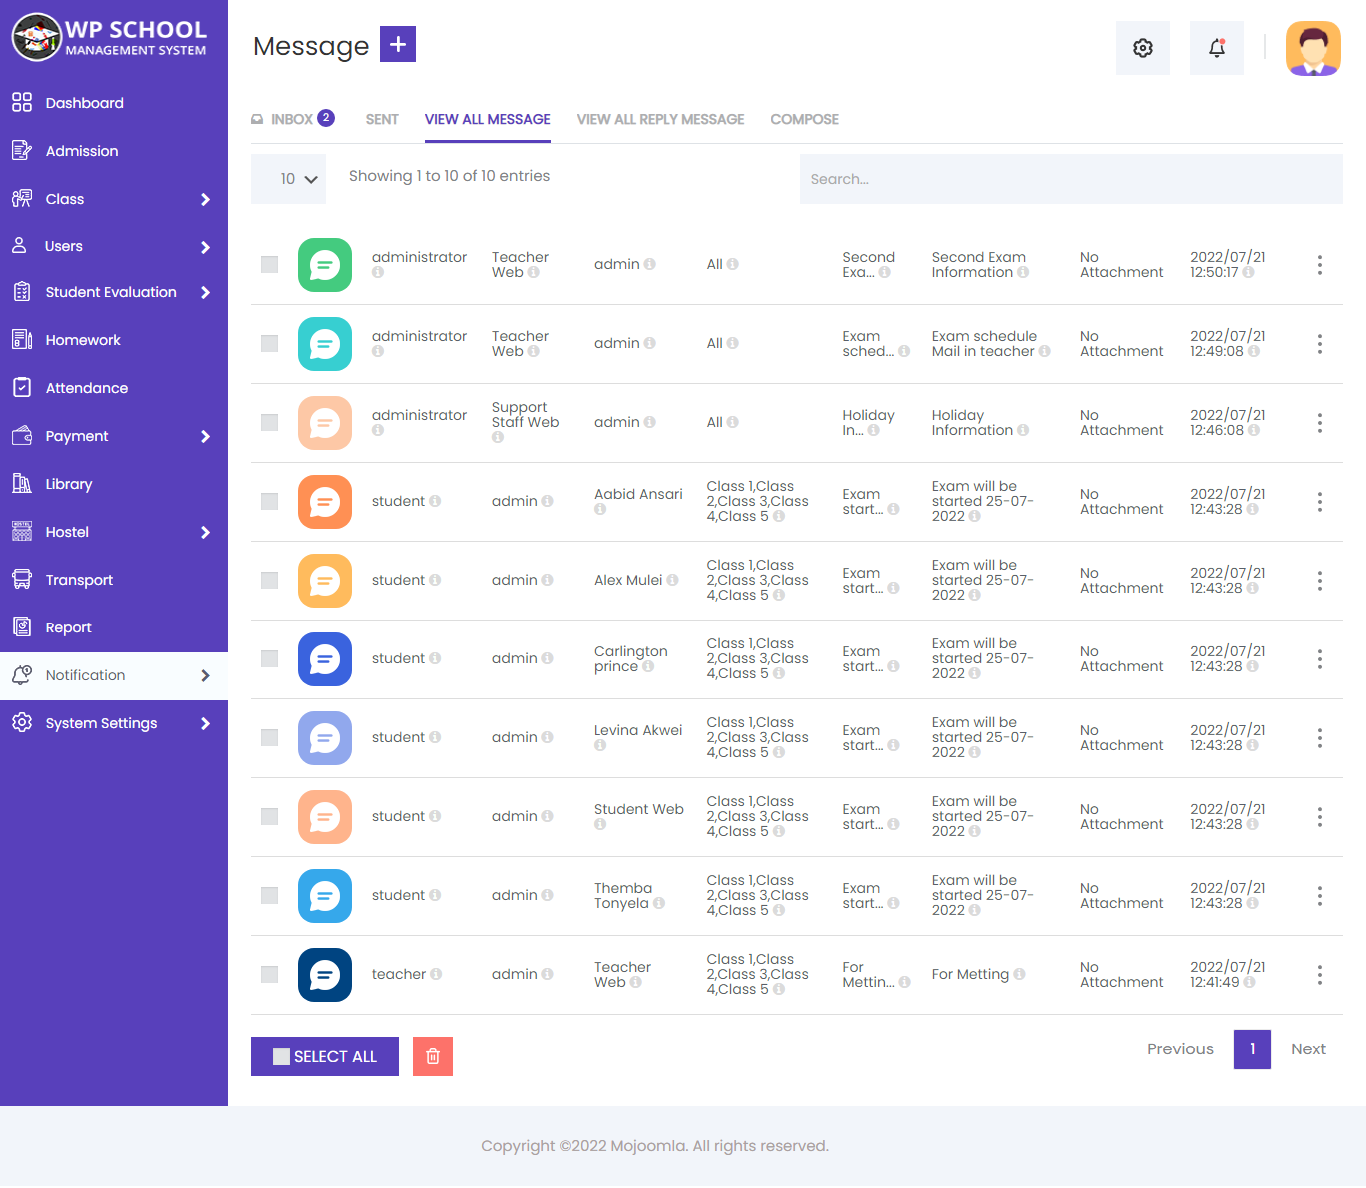 WP SCHOOL
MANAGEMENT SYSTEM
Dashboard
Admission
Class
Users
Student Evaluation
Homework
Attendance
Payment
Library
Hostel
Transport
Report
Notification
System Settings
Message +
INBOX 2 SENT VIEW ALL MESSAGE VIEW ALL REPLY MESSAGE COMPOSE
10 Showing 1 to 10 of 10 entries Search...
administrator Teacher Web admin All Second Exa... Second Exam Information No Attachment 2022/07/21 12:50:17
administrator Teacher Web admin All Exam sched... Exam schedule Mail in teacher No Attachment 2022/07/21 12:49:08
administrator Support Staff Web admin All Holiday In... Holiday Information No Attachment 2022/07/21 12:46:08
student admin Aabid Ansari Class 1,Class 2,Class 3,Class 4,Class 5 Exam start... Exam will be started 25-07-2022 No Attachment 2022/07/21 12:43:28
student admin Alex Mulei Class 1,Class 2,Class 3,Class 4,Class 5 Exam start... Exam will be started 25-07-2022 No Attachment 2022/07/21 12:43:28
student admin Carlington prince Class 1,Class 2,Class 3,Class 4,Class 5 Exam start... Exam will be started 25-07-2022 No Attachment 2022/07/21 12:43:28
student admin Levina Akwei Class 1,Class 2,Class 3,Class 4,Class 5 Exam start... Exam will be started 25-07-2022 No Attachment 2022/07/21 12:43:28
student admin Student Web Class 1,Class 2,Class 3,Class 4,Class 5 Exam start... Exam will be started 25-07-2022 No Attachment 2022/07/21 12:43:28
student admin Themba Tonyela Class 1,Class 2,Class 3,Class 4,Class 5 Exam start... Exam will be started 25-07-2022 No Attachment 2022/07/21 12:43:28
teacher admin Teacher Web Class 1,Class 2,Class 3,Class 4,Class 5 For Mettin... For Metting No Attachment 2022/07/21 12:41:49
SELECT ALL
Previous 1 Next
Copyright ©2022 Mojoomla. All rights reserved.